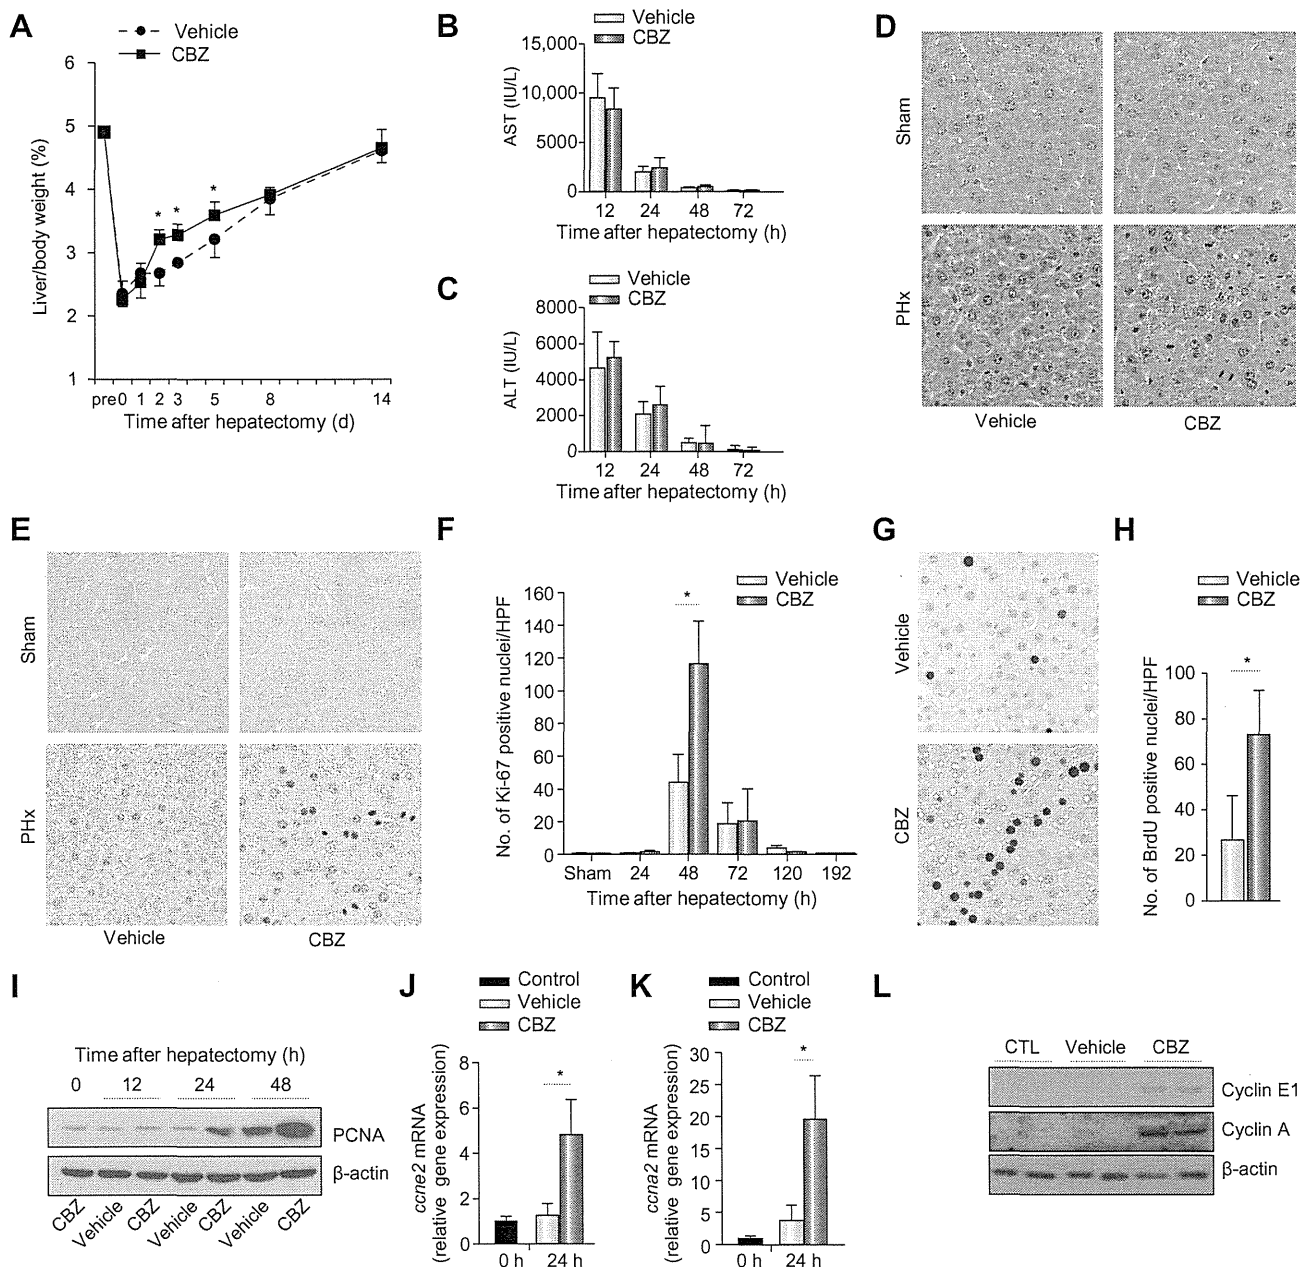 A
Vehicle
CBZ
Liver/body weight (%)
6
5
4
3
2
1
* * *
pre 0 1 2 3 5 8 14
Time after hepatectomy (d)
B
Vehicle
CBZ
AST (IU/L)
15,000
10,000
5000
0
12 24 48 72
Time after hepatectomy (h)
C
Vehicle
CBZ
ALT (IU/L)
8000
6000
4000
2000
0
12 24 48 72
Time after hepatectomy (h)
D
Sham
PHx
Vehicle CBZ
E
Sham
PHx
Vehicle CBZ
F
Vehicle
CBZ
No. of Ki-67 positive nuclei/HPF
160
140
120
100
80
60
40
20
0
*
Sham 24 48 72 120 192
Time after hepatectomy (h)
G
Vehicle
CBZ
H
Vehicle
CBZ
No. of BrdU positive nuclei/HPF
100
80
60
40
20
0
*
I
Time after hepatectomy (h)
0 12 24 48
PCNA
β-actin
CBZ Vehicle CBZ Vehicle CBZ Vehicle CBZ
J
Control
Vehicle
CBZ
ccne2 mRNA
(relative gene expression)
8
6
4
2
0
*
0 h 24 h
K
Control
Vehicle
CBZ
ccna2 mRNA
(relative gene expression)
30
25
20
15
10
5
0
*
0 h 24 h
L
CTL Vehicle CBZ
Cyclin E1
Cyclin A
β-actin